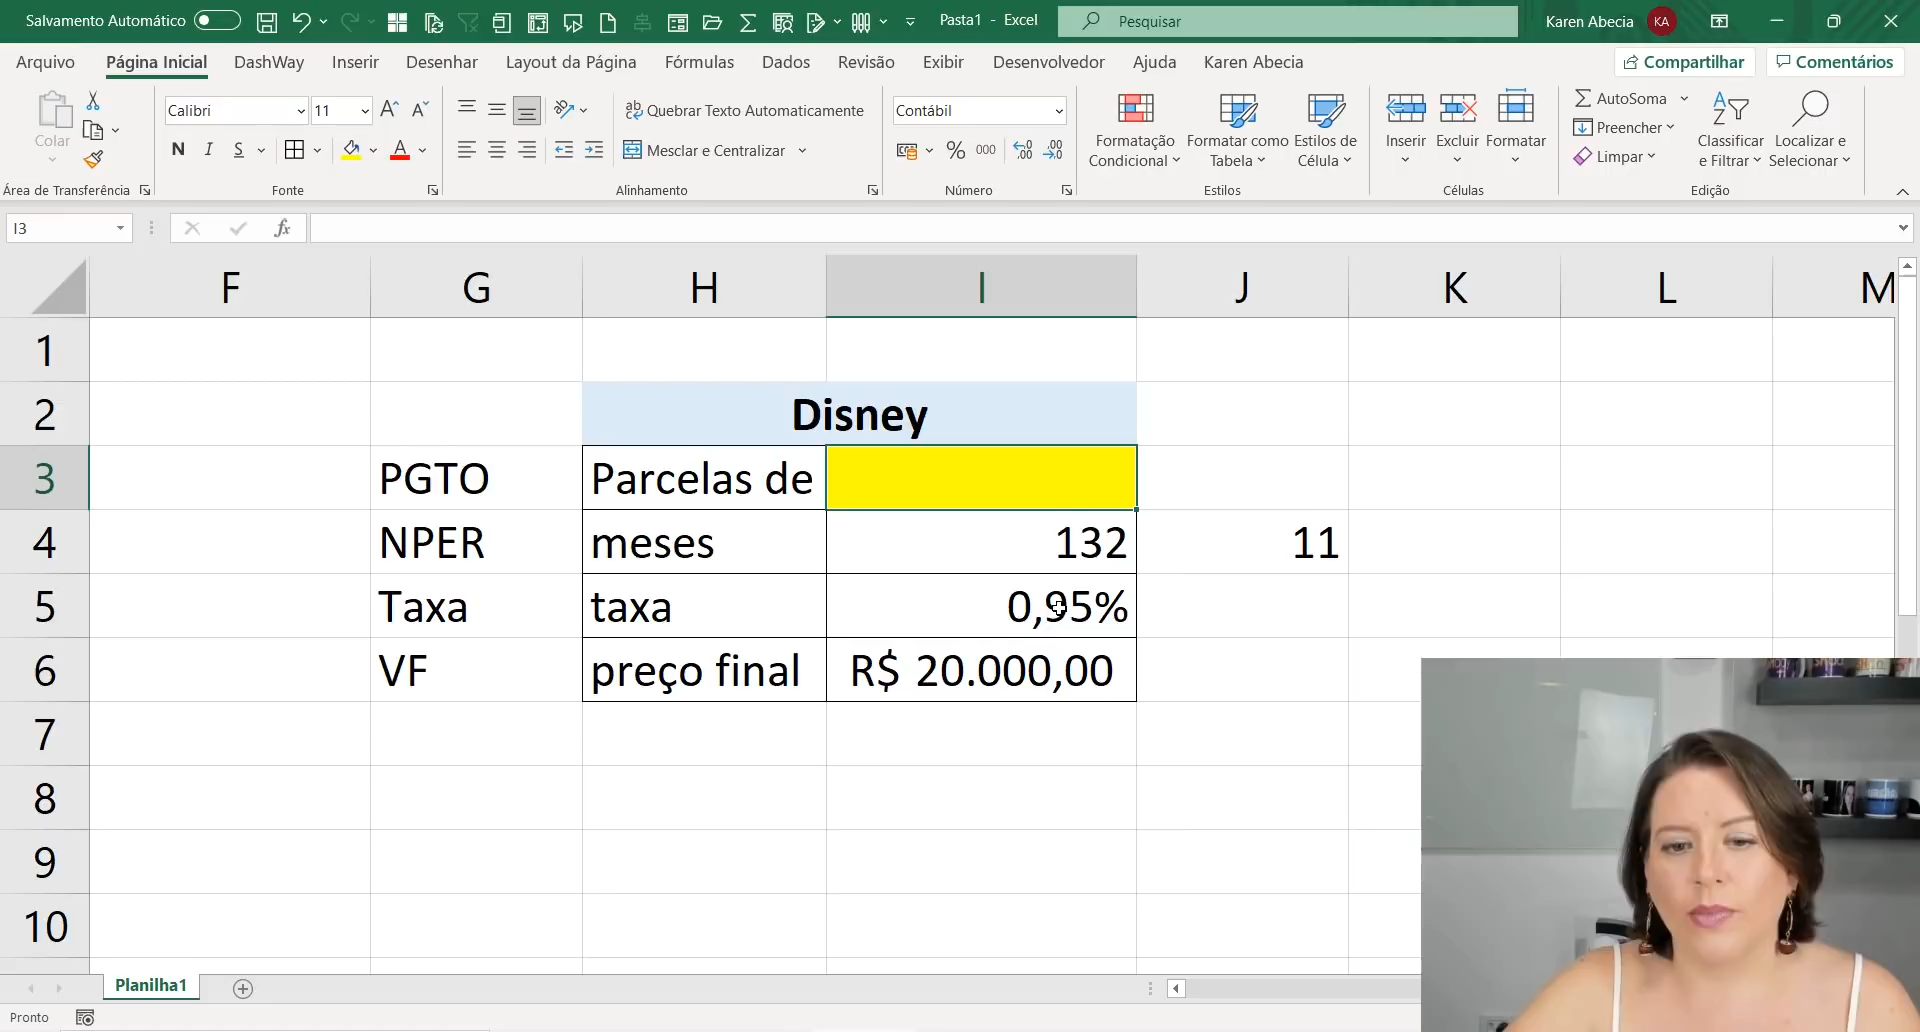 Salvamento Automático
Pasta1 - Excel
Pesquisar
Karen Abecia
KA
Arquivo
Página Inicial
DashWay
Inserir
Desenhar
Layout da Página
Fórmulas
Dados
Revisão
Exibir
Desenvolvedor
Ajuda
Karen Abecia
Compartilhar
Comentários
Colar
Área de Transferência
Calibri
11
N
I
S
Fonte
Quebrar Texto Automaticamente
Mesclar e Centralizar
Alinhamento
Contábil
%
000
Número
Formatação
Condicional
Formatar como
Tabela
Estilos de
Célula
Estilos
Inserir
Excluir
Formatar
Células
AutoSoma
Preencher
Limpar
Classificar
e Filtrar
Localizar e
Selecionar
Edição
I3
fx
F G H I J K L M
1
2 Disney
3 PGTO Parcelas de
4 NPER meses 132 11
5 Taxa taxa 0,95%
6 VF preço final R$ 20.000,00
7
8
9
10
Planilha1
Pronto